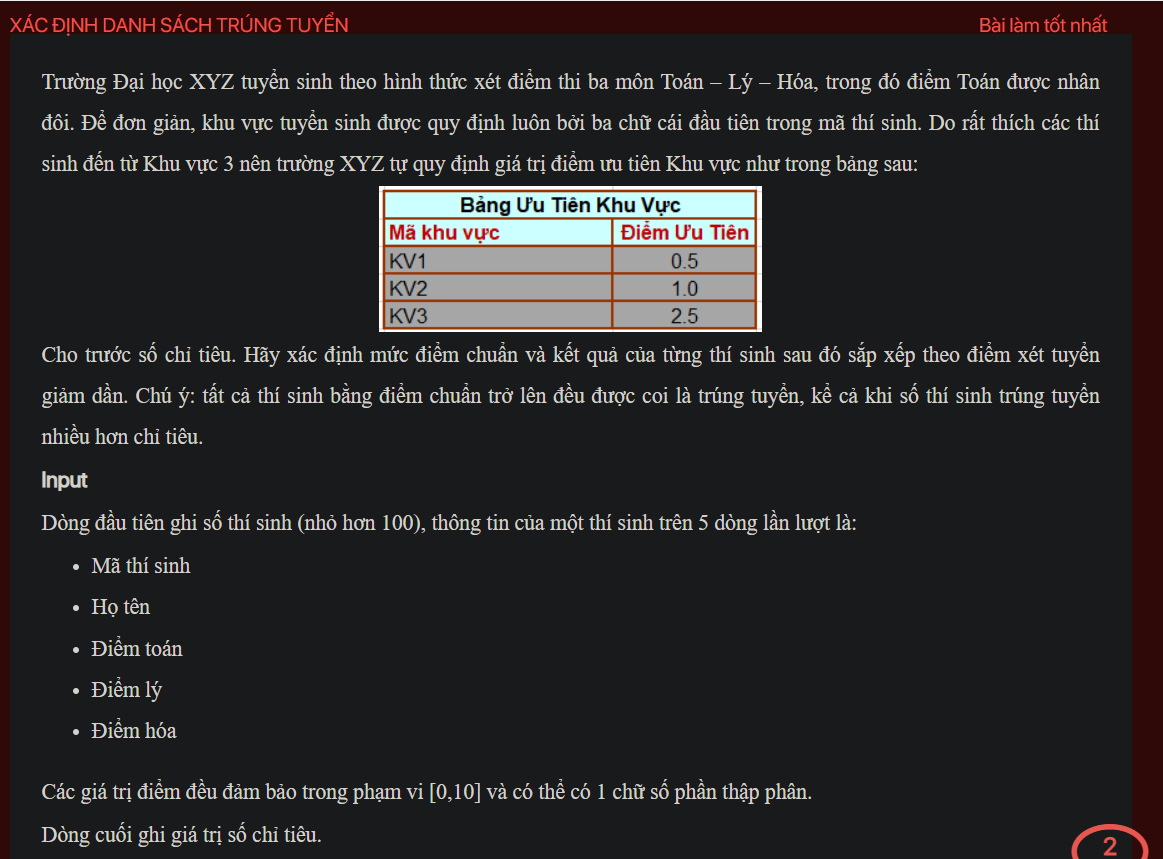 XÁC ĐỊNH DANH SÁCH TRÚNG TUYỂN
Bài làm tốt nhất
Trường Đại học XYZ tuyển sinh theo hình thức xét điểm thi ba môn Toán – Lý – Hóa, trong đó điểm Toán được nhân
đôi. Để đơn giản, khu vực tuyển sinh được quy định luôn bởi ba chữ cái đầu tiên trong mã thí sinh. Do rất thích các thí
sinh đến từ Khu vực 3 nên trường XYZ tự quy định giá trị điểm ưu tiên Khu vực như trong bảng sau:
Bảng Ưu Tiên Khu Vực
Mã khu vực Điểm Ưu Tiên
KV1 0.5
KV2 1.0
KV3 2.5
Cho trước số chỉ tiêu. Hãy xác định mức điểm chuẩn và kết quả của từng thí sinh sau đó sắp xếp theo điểm xét tuyển
giảm dần. Chú ý: tất cả thí sinh bằng điểm chuẩn trở lên đều được coi là trúng tuyển, kể cả khi số thí sinh trúng tuyển
nhiều hơn chỉ tiêu.
Input
Dòng đầu tiên ghi số thí sinh (nhỏ hơn 100), thông tin của một thí sinh trên 5 dòng lần lượt là:
• Mã thí sinh
• Họ tên
• Điểm toán
• Điểm lý
• Điểm hóa
Các giá trị điểm đều đảm bảo trong phạm vi [0,10] và có thể có 1 chữ số phần thập phân.
Dòng cuối ghi giá trị số chỉ tiêu.
2